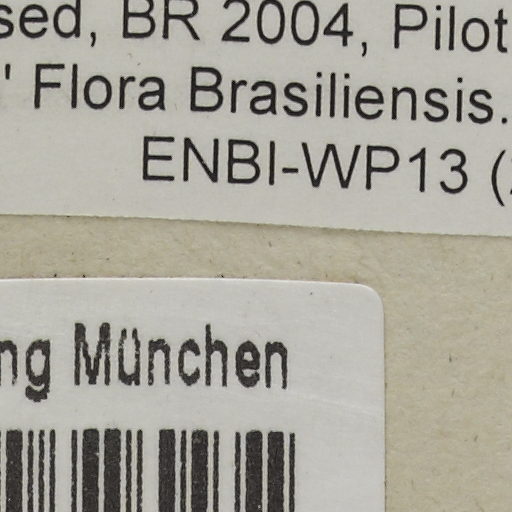 sed, BR 2004, Pilot
' Flora Brasiliensis.
ENBI-WP13 (
ng München